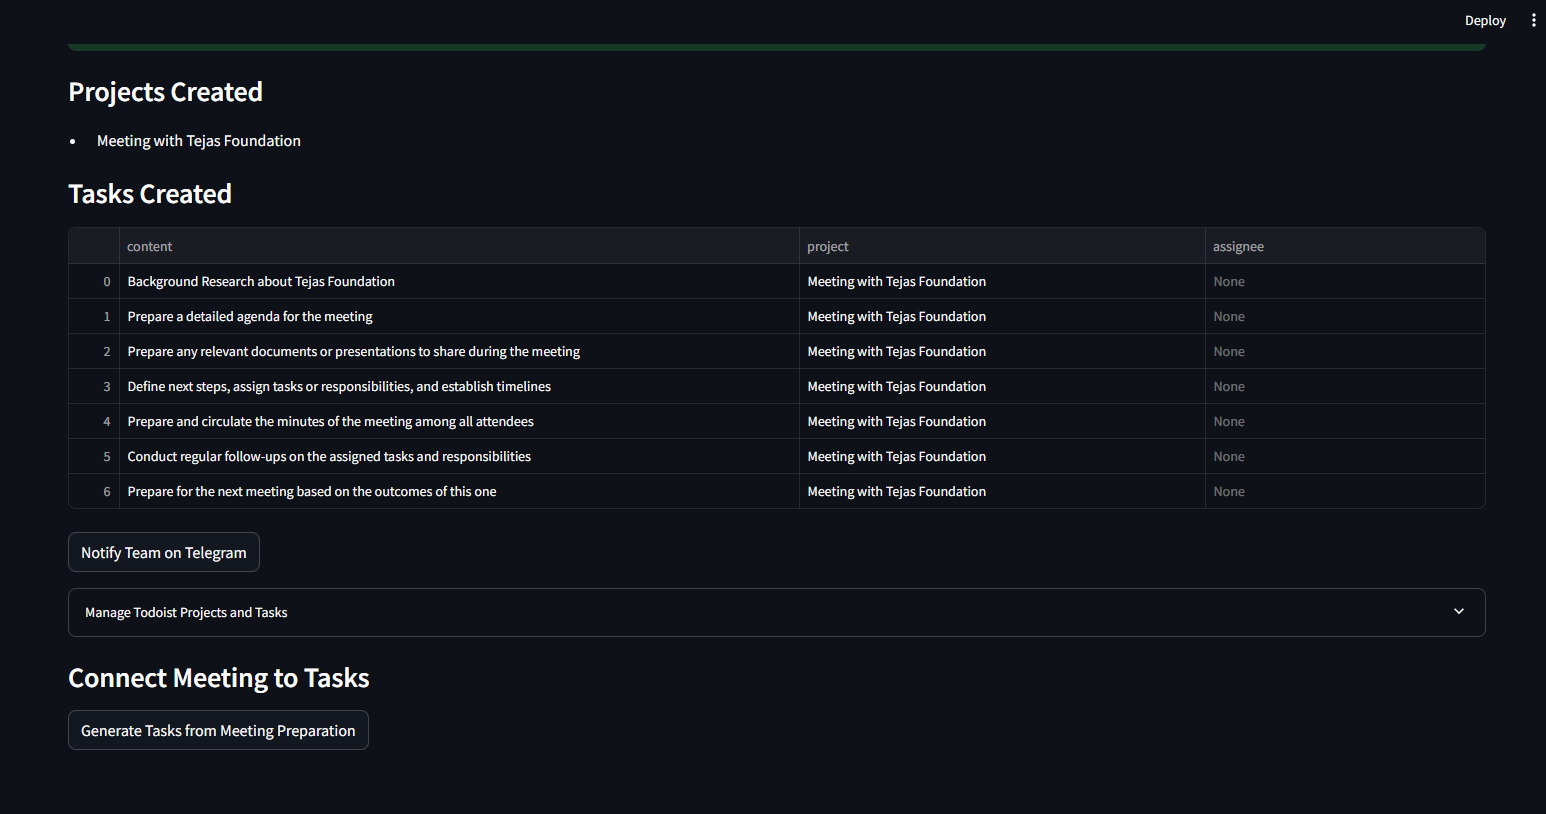 Deploy
Projects Created
• Meeting with Tejas Foundation
Tasks Created
content project assignee
0 Background Research about Tejas Foundation Meeting with Tejas Foundation None
1 Prepare a detailed agenda for the meeting Meeting with Tejas Foundation None
2 Prepare any relevant documents or presentations to share during the meeting Meeting with Tejas Foundation None
3 Define next steps, assign tasks or responsibilities, and establish timelines Meeting with Tejas Foundation None
4 Prepare and circulate the minutes of the meeting among all attendees Meeting with Tejas Foundation None
5 Conduct regular follow-ups on the assigned tasks and responsibilities Meeting with Tejas Foundation None
6 Prepare for the next meeting based on the outcomes of this one Meeting with Tejas Foundation None
Notify Team on Telegram
Manage Todoist Projects and Tasks
Connect Meeting to Tasks
Generate Tasks from Meeting Preparation